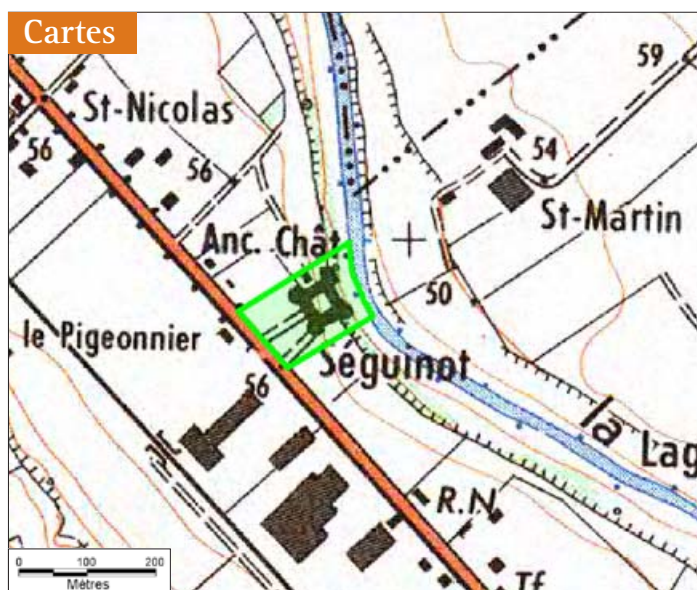 Cartes
59
St-Nicolas
56
56
54
St-Martin
Anc. Chât
50
le Pigeonnier
Séguinot
56
la Lag
R.N.
Tf
0 100 200
Mètres